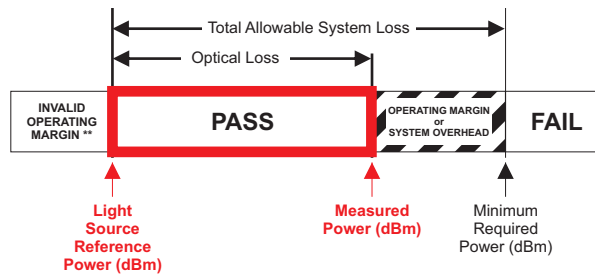 Total Allowable System Loss
Optical Loss
INVALID
OPERATING
MARGIN **
PASS
OPERATING MARGIN
or
SYSTEM OVERHEAD
FAIL
Light
Source
Reference
Power (dBm)
Measured
Power (dBm)
Minimum
Required
Power (dBm)